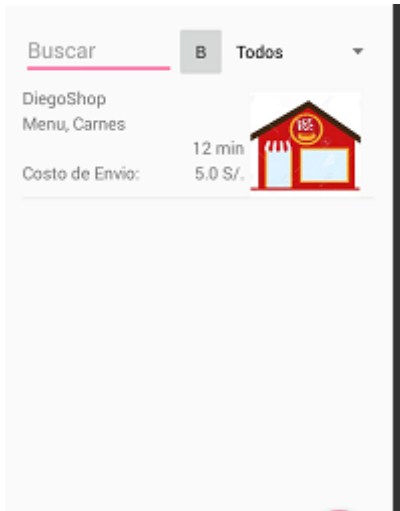 Buscar B Todos
DiegoShop
Menu, Carnes
12 min
Costo de Envio: 5.0 S/.